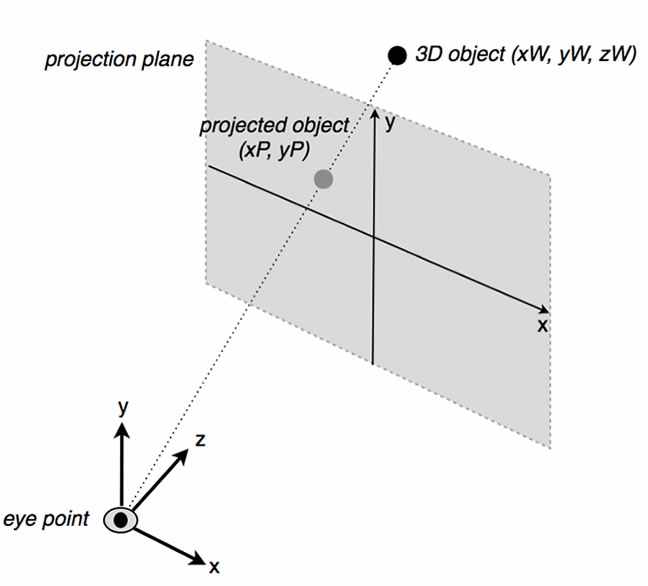 projection plane
3D object (xW, yW, zW)
projected object
(xP, yP)
y
x
y
z
eye point
x